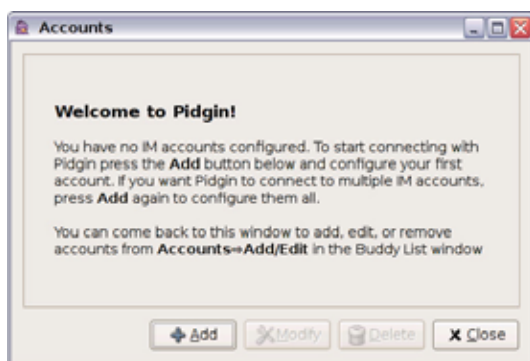 Accounts
Welcome to Pidgin!
You have no IM accounts configured. To start connecting with
Pidgin press the Add button below and configure your first
account. If you want Pidgin to connect to multiple IM accounts,
press Add again to configure them all.
You can come back to this window to add, edit, or remove
accounts from Accounts⇒Add/Edit in the Buddy List window
Add Modify Delete Close